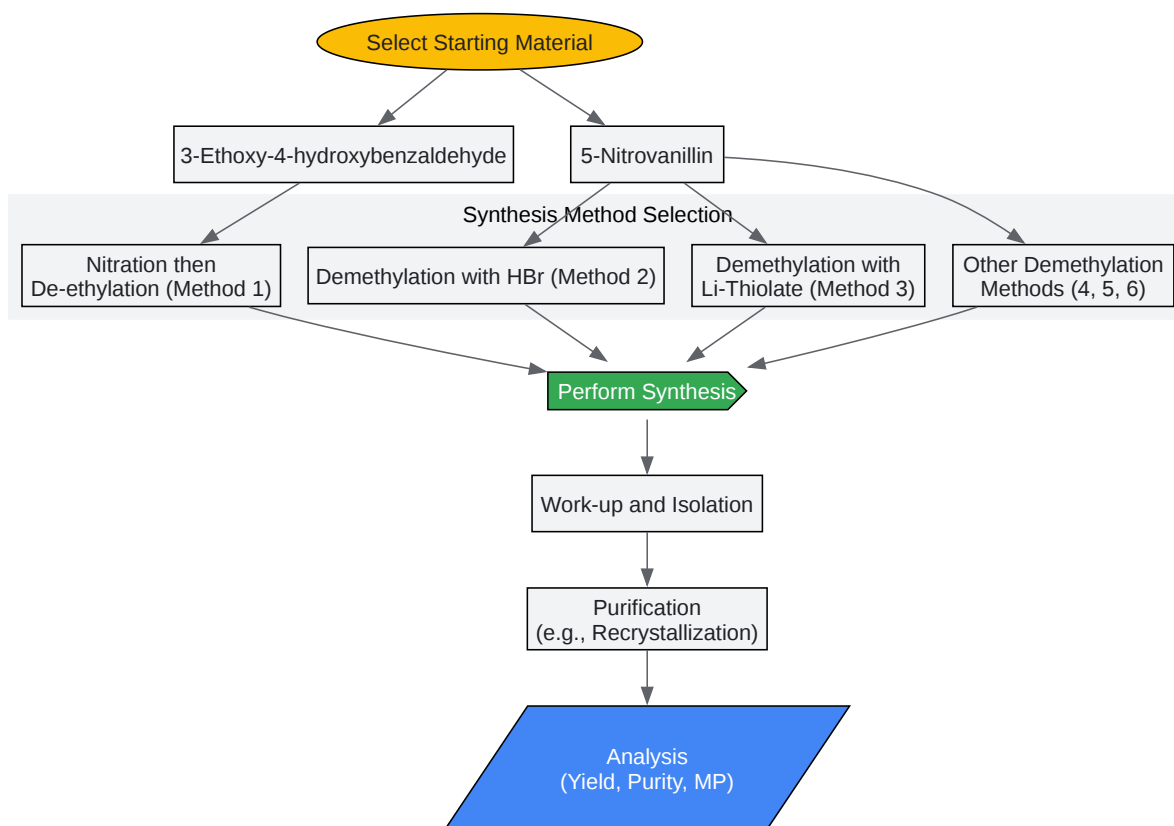 Select Starting Material
3-Ethoxy-4-hydroxybenzaldehyde
5-Nitrovanillin
Synthesis Method Selection
Nitration then
De-ethylation (Method 1)
Demethylation with HBr (Method 2)
Demethylation with
Li-Thiolate (Method 3)
Other Demethylation
Methods (4, 5, 6)
Perform Synthesis
Work-up and Isolation
Purification
(e.g., Recrystallization)
Analysis
(Yield, Purity, MP)